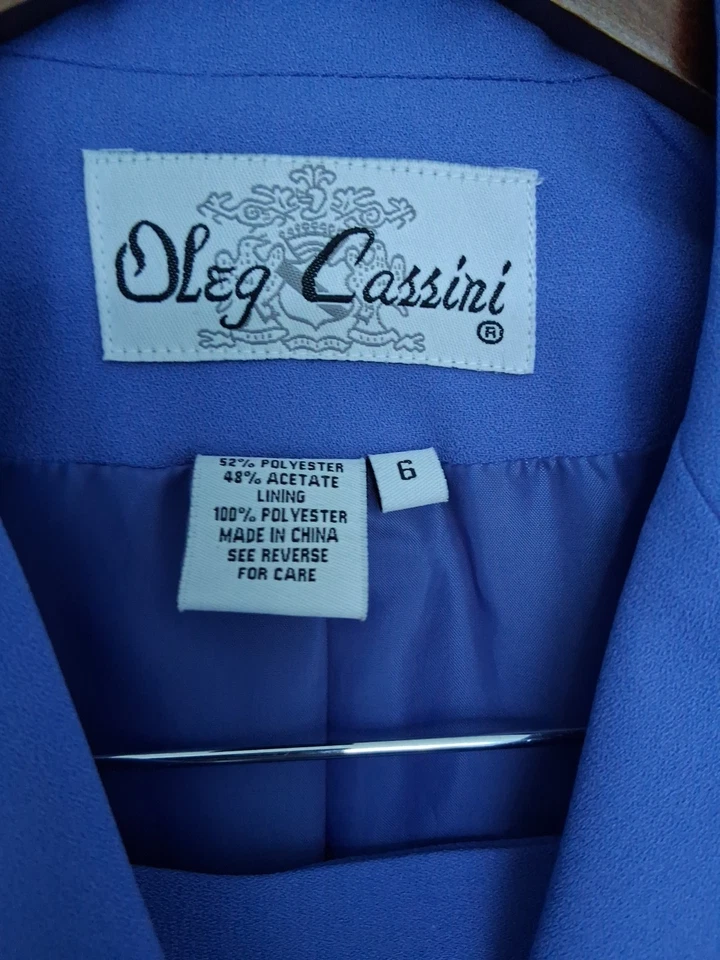 Oleg Cassini
®
52% POLYESTER
48% ACETATE
LINING
100% POLYESTER
MADE IN CHINA
SEE REVERSE
FOR CARE
6